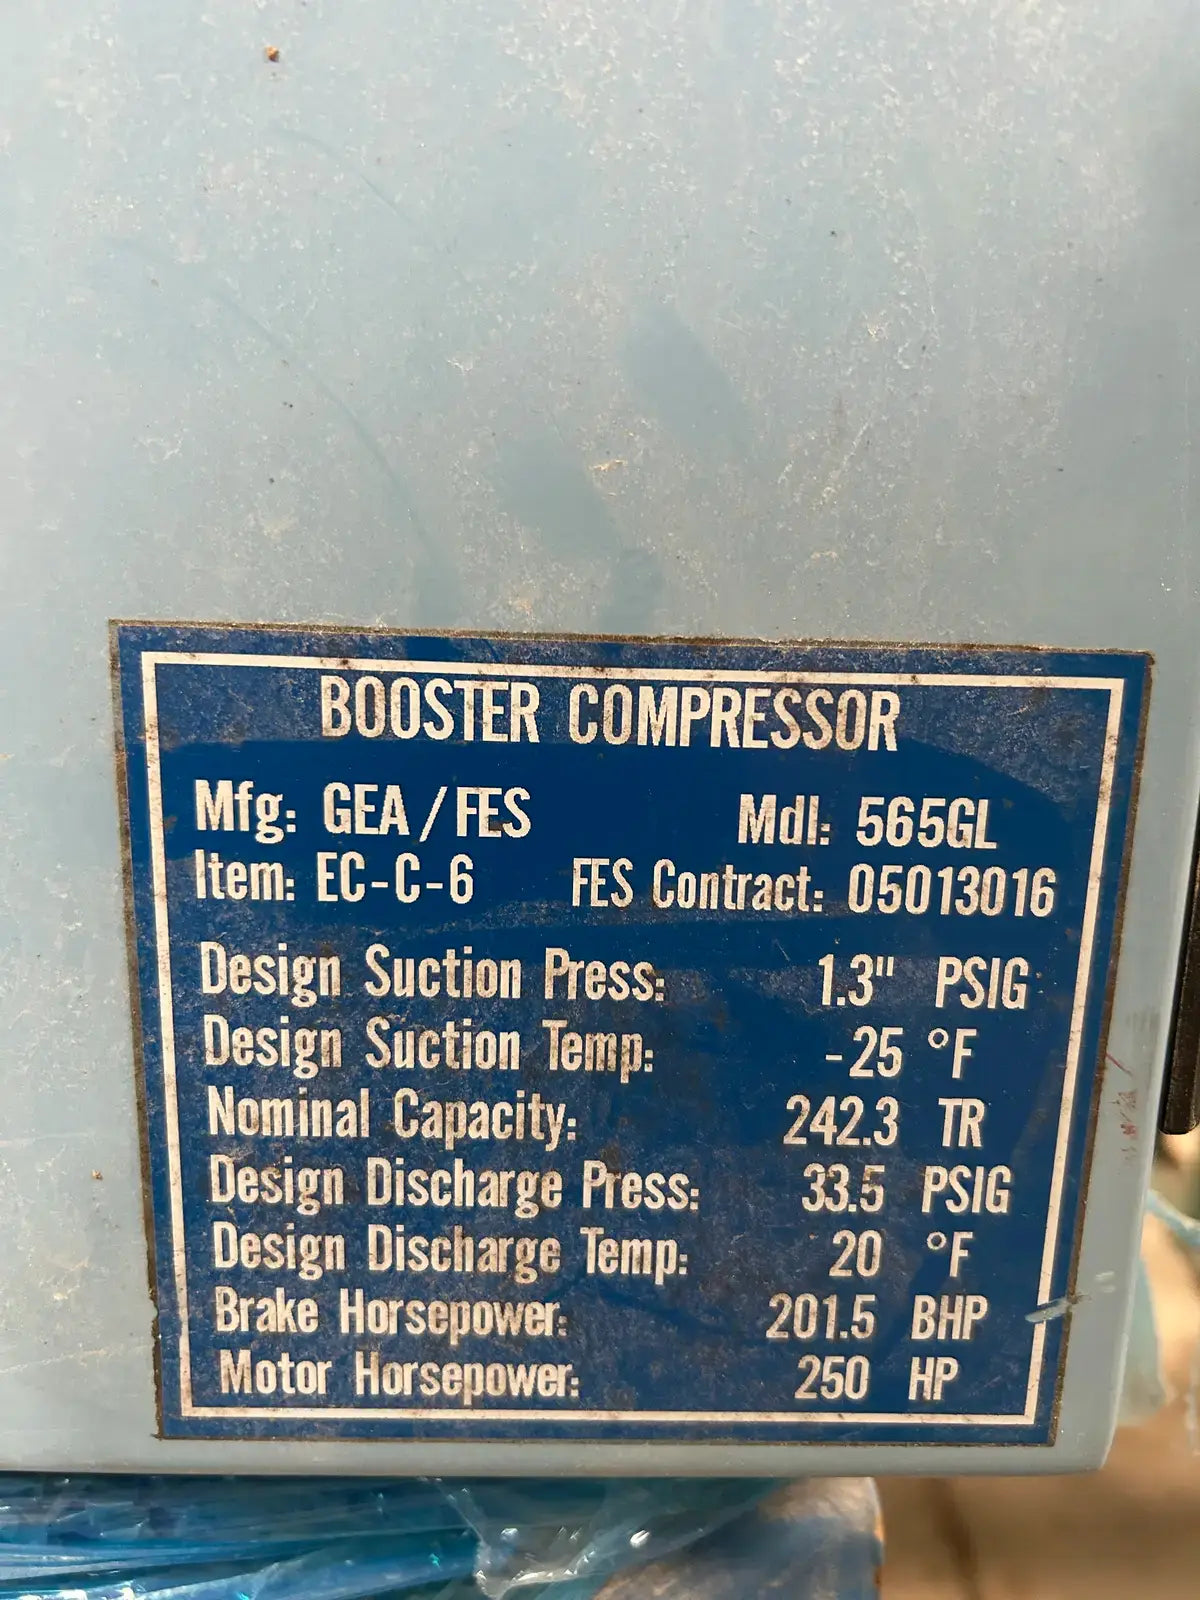 BOOSTER COMPRESSOR
Mfg: GEA/FES Mdl: 565GL
Item: EC-C-6 FES Contract: 05013016
Design Suction Press: 1.3" PSIG
Design Suction Temp: -25 °F
Nominal Capacity: 242.3 TR
Design Discharge Press: 33.5 PSIG
Design Discharge Temp: 20 °F
Brake Horsepower: 201.5 BHP
Motor Horsepower: 250 HP